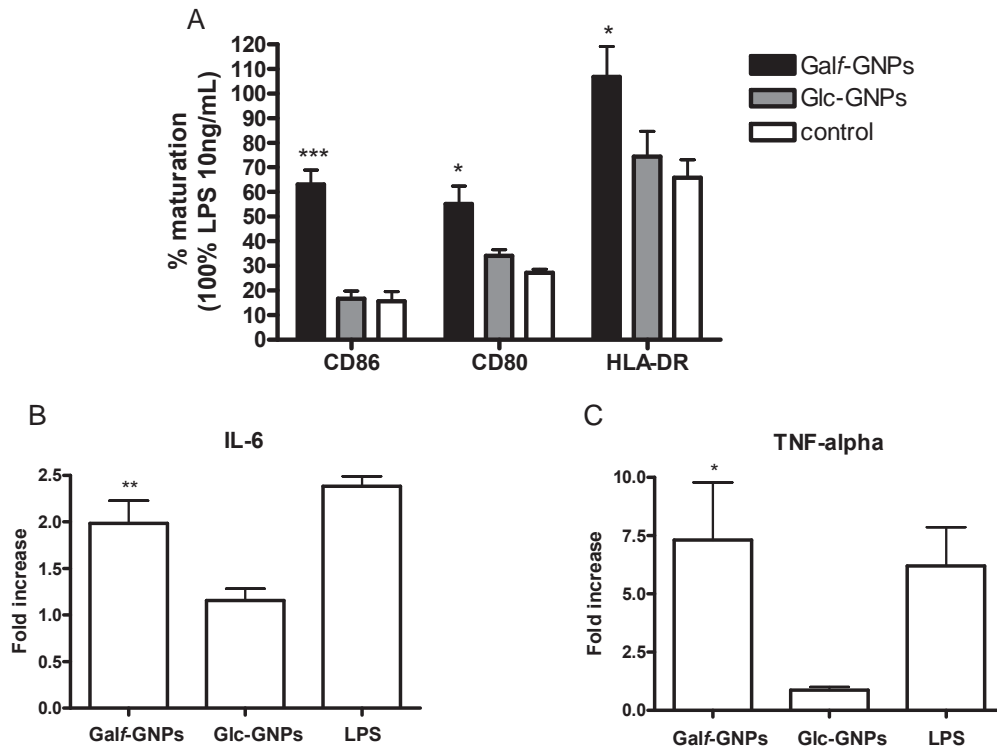 A
% maturation
(100% LPS 10ng/mL)
120
110
100
90
80
70
60
50
40
30
20
10
0
***
*
*
CD86
CD80
HLA-DR
Galf-GNPs
Glc-GNPs
control
B
IL-6
Fold increase
2.5
2.0
1.5
1.0
0.5
0.0
**
Galf-GNPs
Glc-GNPs
LPS
C
TNF-alpha
Fold increase
10.0
7.5
5.0
2.5
0.0
*
Galf-GNPs
Glc-GNPs
LPS